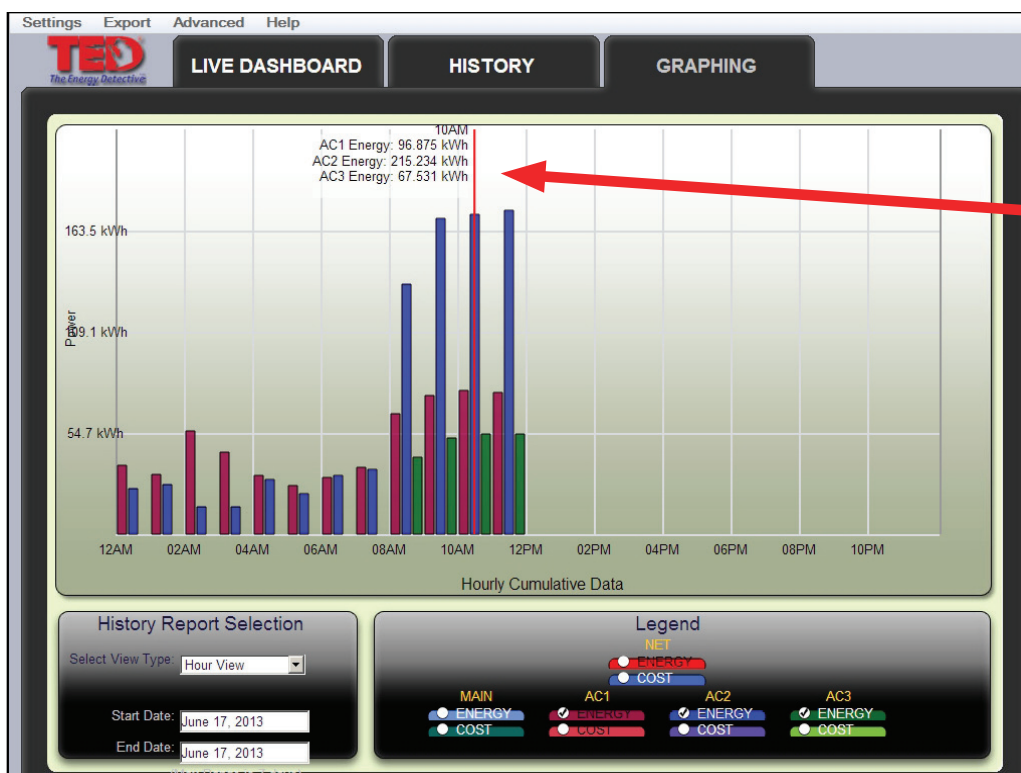 Settings Export Advanced Help
TED
The Energy Detective
LIVE DASHBOARD
HISTORY
GRAPHING
10AM
AC1 Energy: 96.875 kWh
AC2 Energy: 215.234 kWh
AC3 Energy: 67.531 kWh
163.5 kWh
Power
109.1 kWh
54.7 kWh
12AM 02AM 04AM 06AM 08AM 10AM 12PM 02PM 04PM 06PM 08PM 10PM
Hourly Cumulative Data
History Report Selection
Select View Type: Hour View
Start Date: June 17, 2013
End Date: June 17, 2013
Legend
NET
ENERGY
COST
MAIN AC1 AC2 AC3
ENERGY ENERGY ENERGY ENERGY
COST COST COST COST